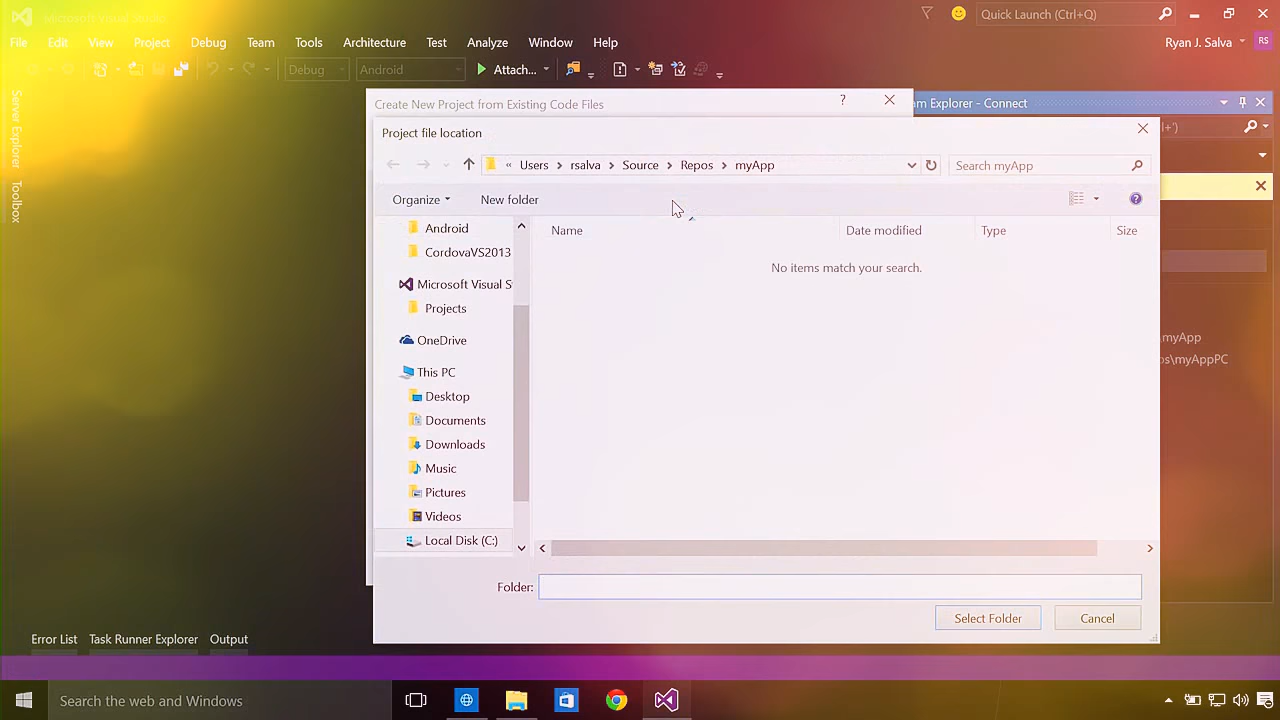 Microsoft Visual Studio
Quick Launch (Ctrl+Q)
File Edit View Project Debug Team Tools Architecture Test Analyze Window Help
Ryan J. Salva
RS
Debug
Android
Attach...
Server Explorer
Toolbox
Create New Project from Existing Code Files
?
am Explorer - Connect
Project file location
« Users > rsalva > Source > Repos > myApp
Search myApp
+')
Organize
New folder
?
Name
Date modified
Type
Size
No items match your search.
Android
CordovaVS2013
Microsoft Visual S
Projects
OneDrive
This PC
Desktop
Documents
Downloads
Music
Pictures
Videos
Local Disk (C:)
\myApp
os\myAppPC
Folder:
Select Folder
Cancel
Error List
Task Runner Explorer
Output
Search the web and Windows